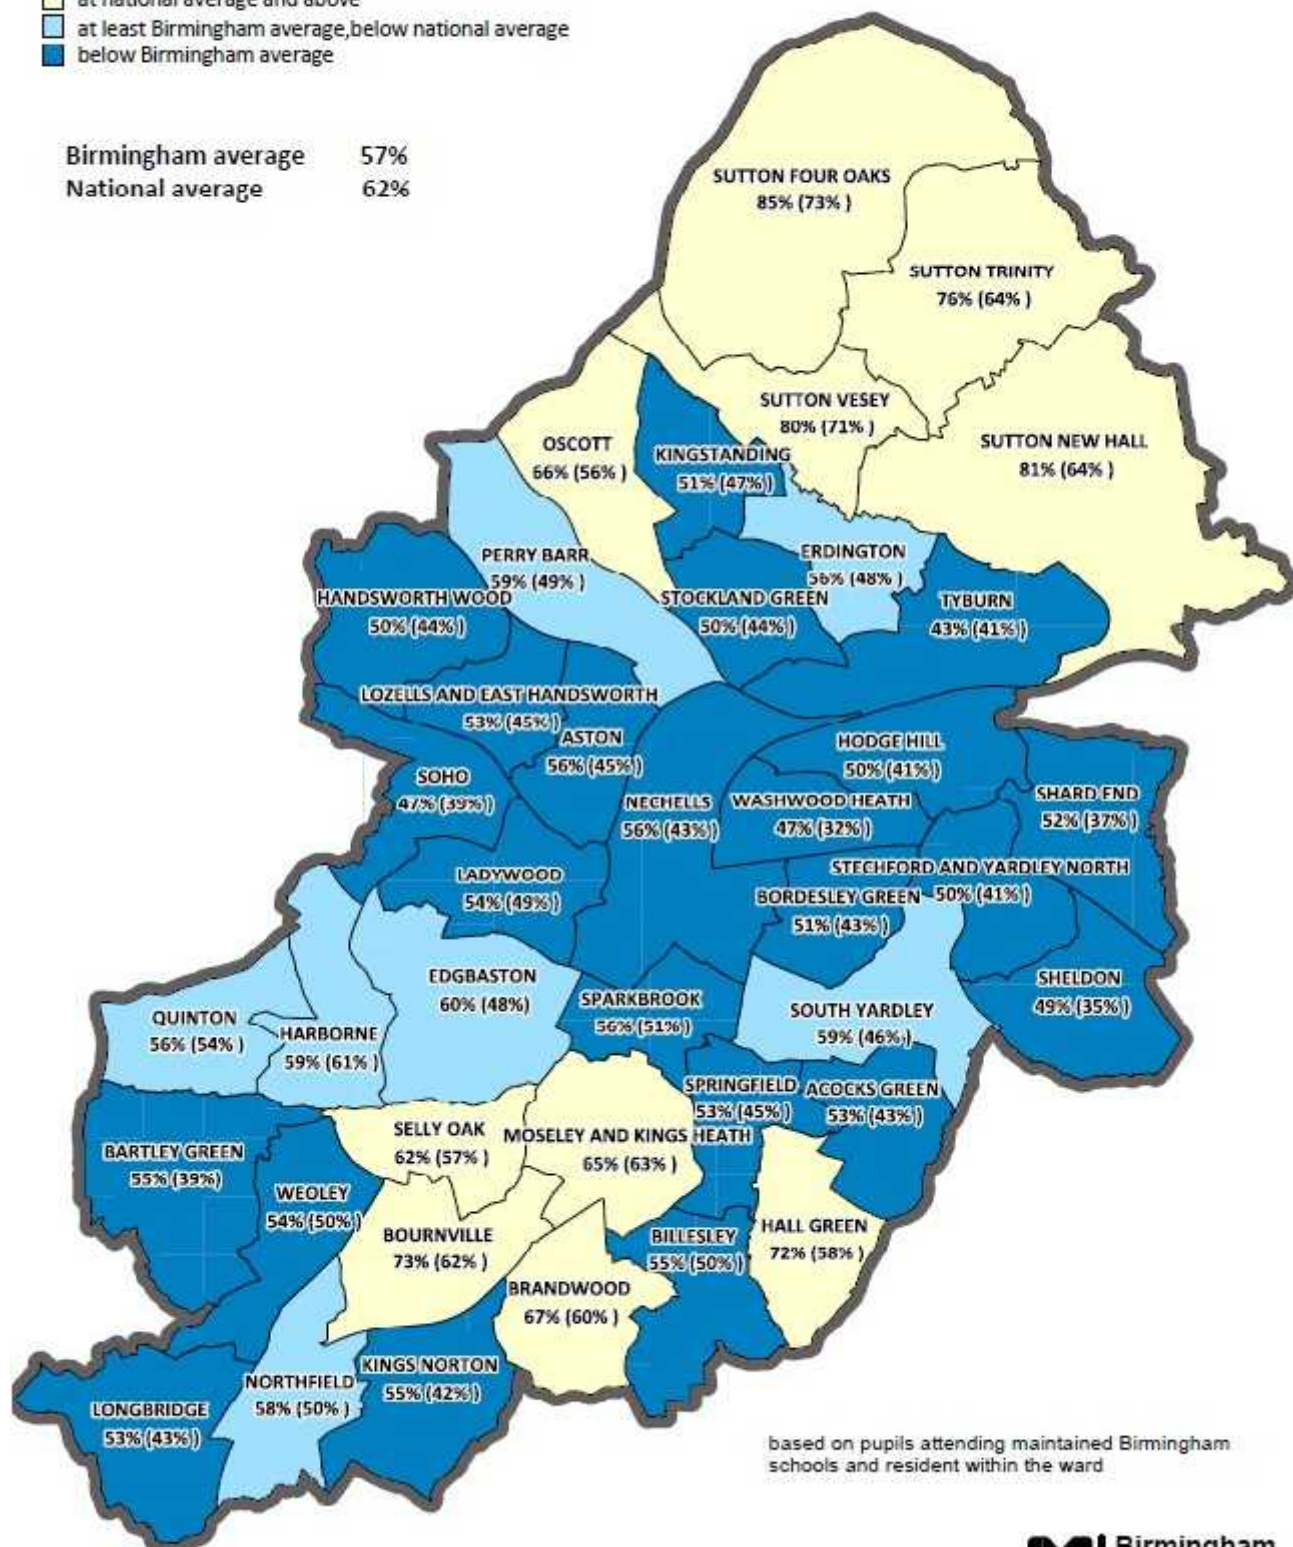 at national average and above
at least Birmingham average,below national average
below Birmingham average
Birmingham average 57%
National average 62%
SUTTON FOUR OAKS
85% (73% )
SUTTON TRINITY
76% (64% )
SUTTON VESEY
80% (71% )
SUTTON NEW HALL
81% (64% )
OSCOTT
66% (56% )
KINGSTANDING
51% (47%)
PERRY BARR
59% (49% )
ERDINGTON
56% (48% )
HANDSWORTH WOOD
50% (44% )
STOCKLAND GREEN
50% (44% )
TYBURN
43% (41% )
LOZELLS AND EAST HANDSWORTH
53% (45% )
ASTON
56% (45% )
HODGE HILL
50% (41% )
SOHO
47% (39% )
NECHELLS
56% (43% )
WASHWOOD HEATH
47% (32% )
SHARD END
52% (37% )
LADYWOOD
54% (49% )
STECHFORD AND YARDLEY NORTH
50% (41% )
BORDESLEY GREEN
51% (43% )
EDGBASTON
60% (48%)
SPARKBROOK
56% (51% )
SOUTH YARDLEY
59% (46% )
SHELDON
49% (35% )
QUINTON
56% (54% )
HARBORNE
59% (61% )
SPRINGFIELD
53% (45% )
ACOCKS GREEN
53% (43% )
BARTLEY GREEN
55% (39%)
SELLY OAK
62% (57% )
MOSELEY AND KINGS HEATH
65% (63% )
WEOLEY
54% (50% )
BOURNVILLE
73% (62% )
BILLESLEY
55% (50% )
HALL GREEN
72% (58% )
BRANDWOOD
67% (60% )
LONGBRIDGE
53% (43% )
NORTHFIELD
58% (50% )
KINGS NORTON
55% (42% )
based on pupils attending maintained Birmingham
schools and resident within the ward
Birmingham